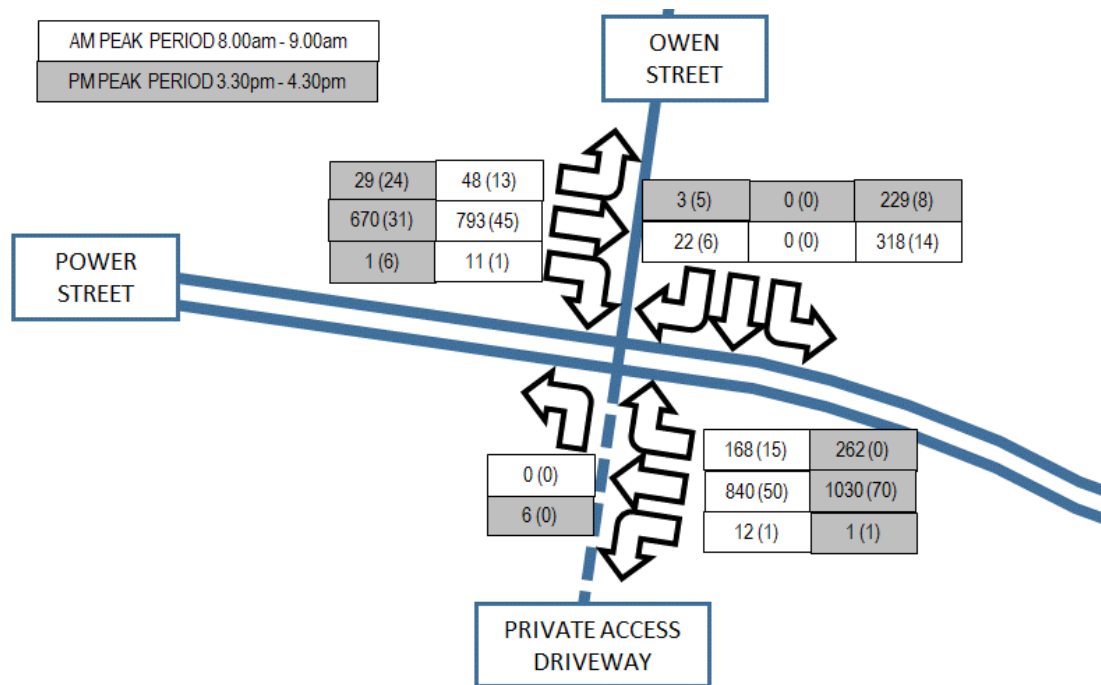 AM PEAK PERIOD 8.00am - 9.00am
PM PEAK PERIOD 3.30pm - 4.30pm
OWEN
STREET
29 (24) 48 (13)
670 (31) 793 (45)
1 (6) 11 (1)
3 (5) 0 (0) 229 (8)
22 (6) 0 (0) 318 (14)
POWER
STREET
0 (0)
6 (0)
168 (15) 262 (0)
840 (50) 1030 (70)
12 (1) 1 (1)
PRIVATE ACCESS
DRIVEWAY